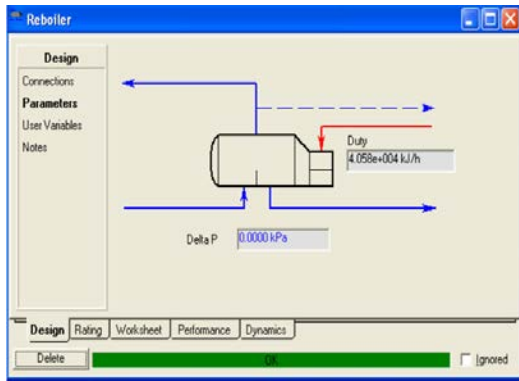 Reboiler
Design
Connections
Parameters
User Variables
Notes
Duty
4.058e+004 kJ/h
Delta P
0.0000 kPa
Design Rating Worksheet Performance Dynamics
Delete OK Ignored